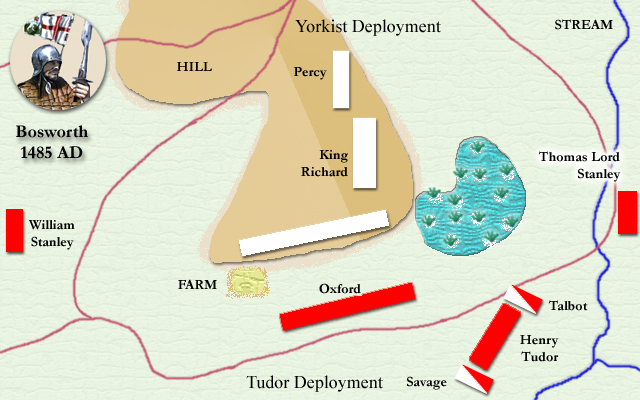 Yorkist Deployment
STREAM
HILL
Percy
Bosworth
1485 AD
King
Richard
Thomas Lord
Stanley
William
Stanley
FARM
Oxford
Talbot
Henry
Tudor
Tudor Deployment
Savage